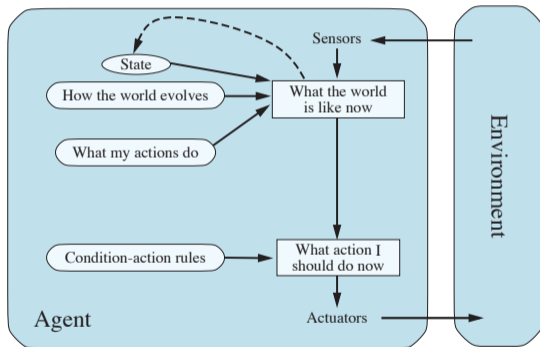 Sensors
State
How the world evolves
What the world
is like now
What my actions do
Environment
Condition-action rules
What action I
should do now
Agent
Actuators